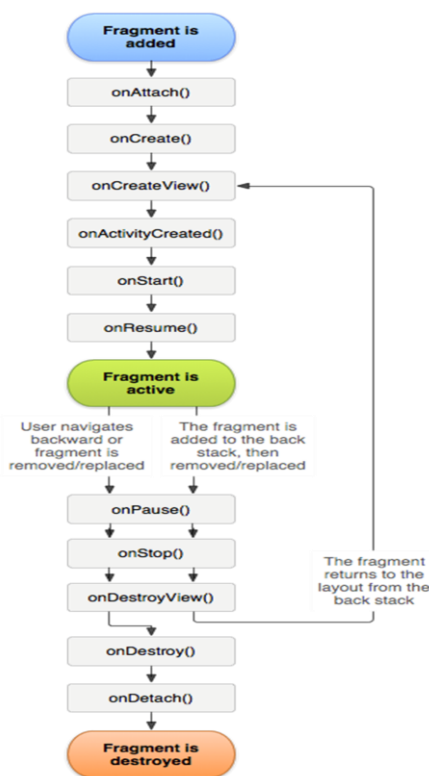 Fragment is
added
onAttach()
onCreate()
onCreateView()
onActivityCreated()
onStart()
onResume()
Fragment is
active
User navigates
backward or
fragment is
removed/replaced
The fragment is
added to the back
stack, then
removed/replaced
onPause()
onStop()
onDestroyView()
The fragment
returns to the
layout from the
back stack
onDestroy()
onDetach()
Fragment is
destroyed